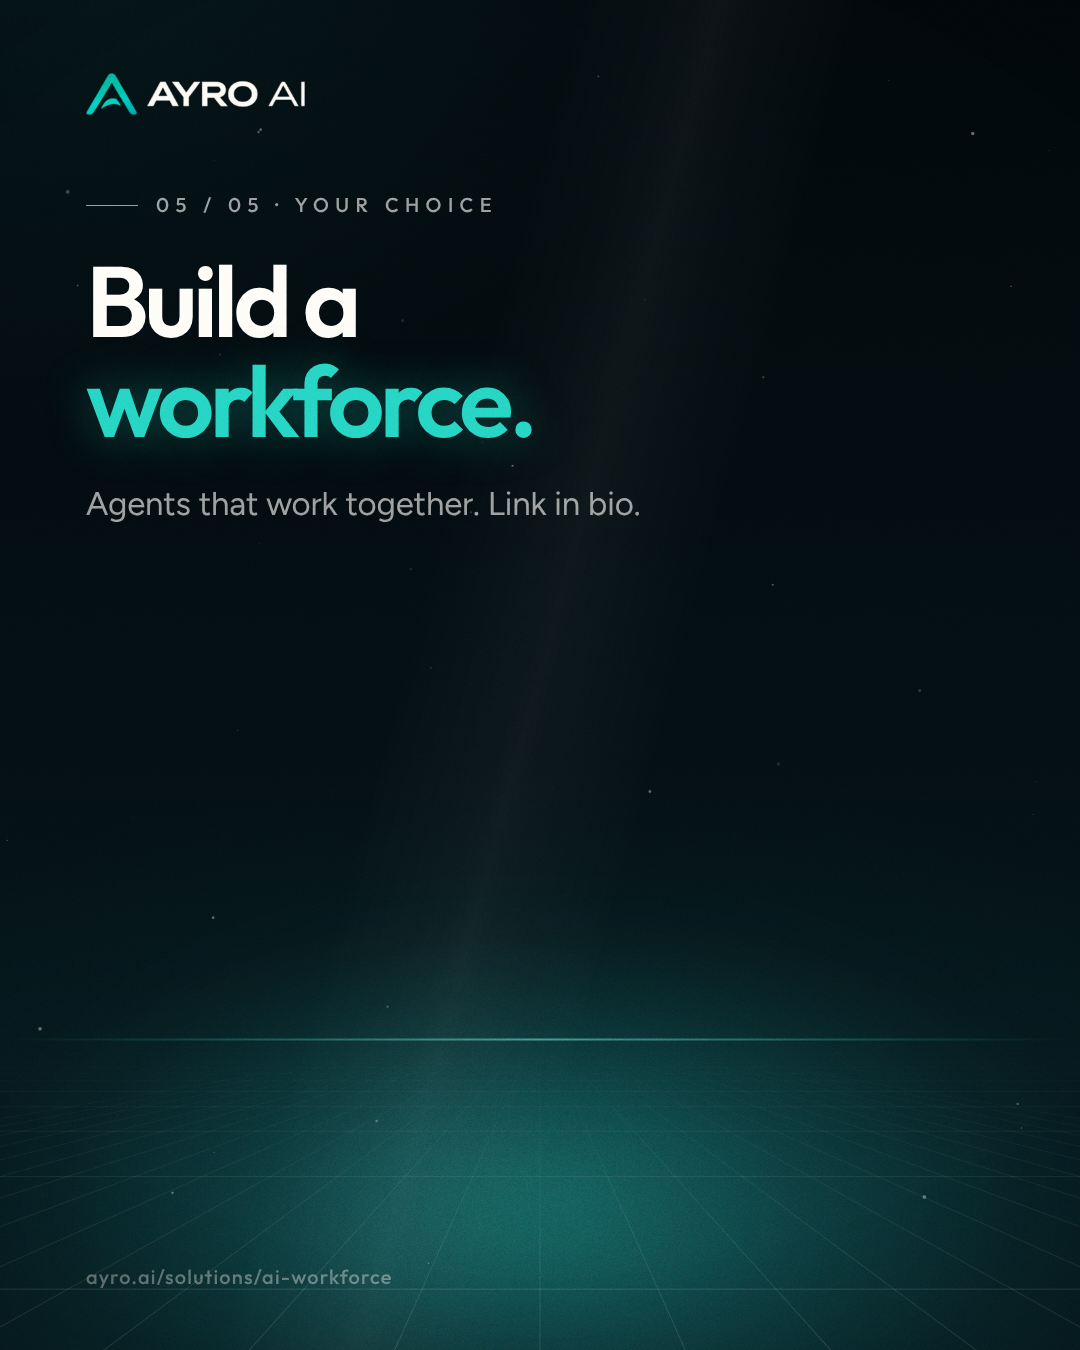 AYRO AI
05 / 05 · YOUR CHOICE
Build a
workforce.
Agents that work together. Link in bio.
ayro.ai/solutions/ai-workforce